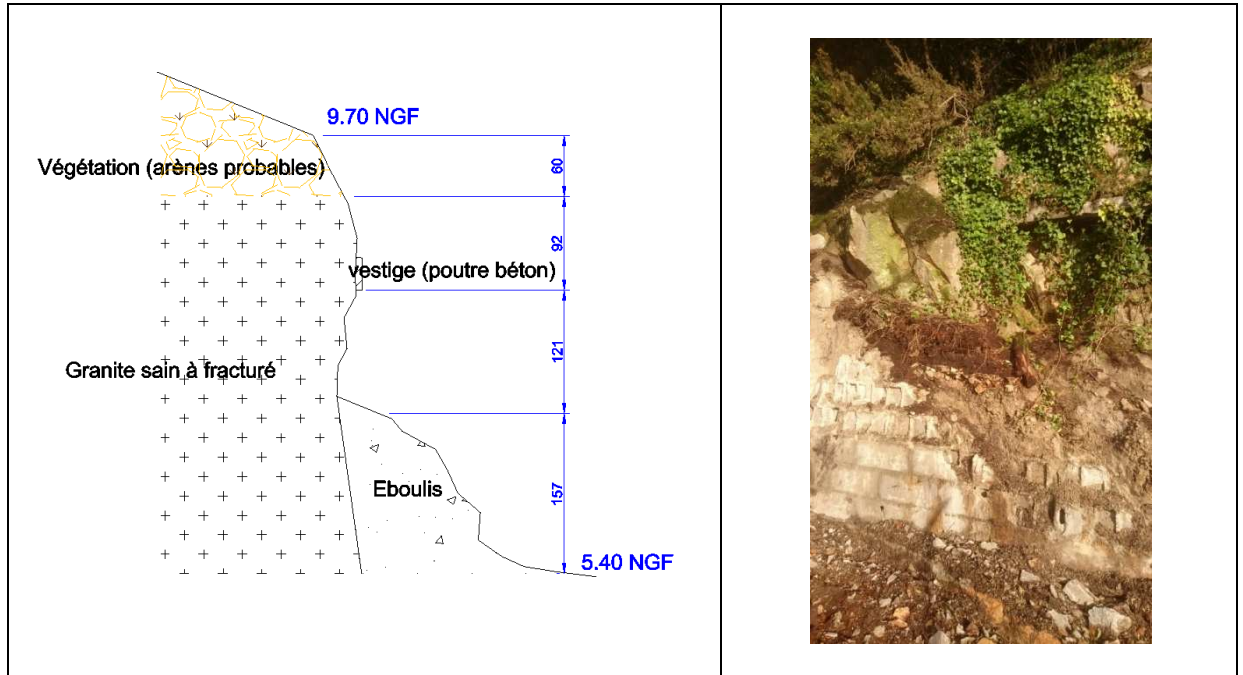 9.70 NGF
Végétation (arènes probables)
60
92
vestige (poutre béton)
121
Granite sain à fracturé
Eboulis
157
5.40 NGF